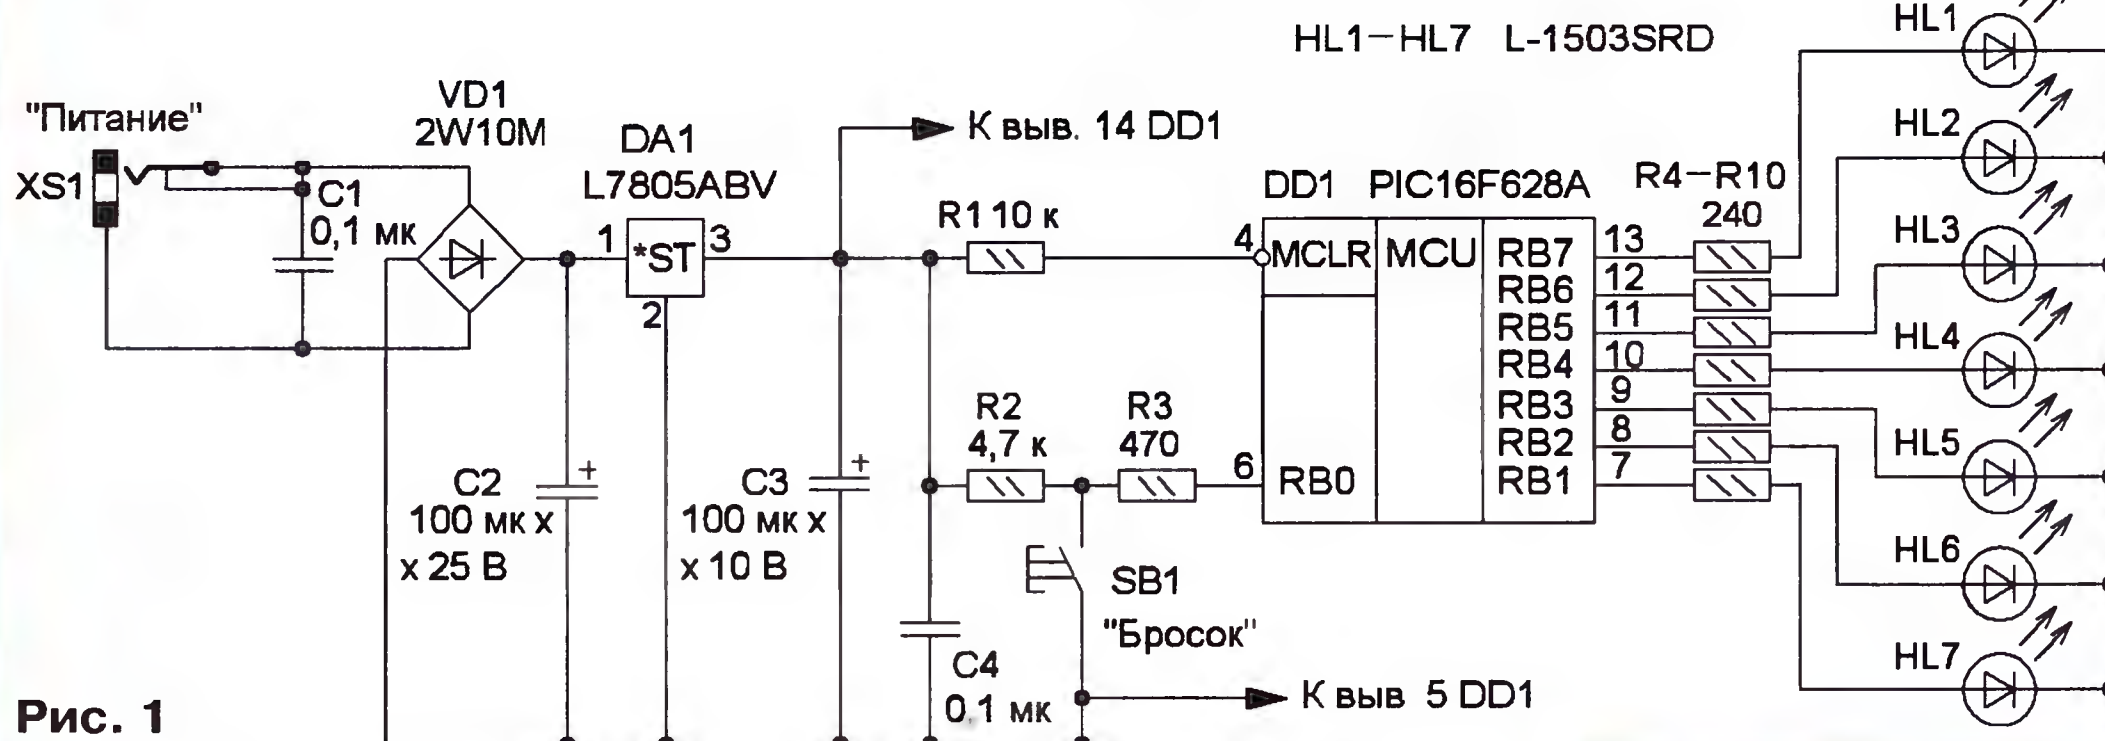 HL1–HL7 L-1503SRD
"Питание"
XS1
C1
0,1 мк
VD1
2W10M
DA1
L7805ABV
1
*ST
3
2
К выв. 14 DD1
C2
100 мк x
x 25 В
C3
100 мк x
x 10 В
R1 10 к
R2
4,7 к
R3
470
C4
0,1 мк
SB1
"Бросок"
К выв 5 DD1
DD1 PIC16F628A
4
MCLR
MCU
6
RB0
RB7
13
RB6
12
RB5
11
RB4
10
RB3
9
RB2
8
RB1
7
R4–R10
240
HL1
HL2
HL3
HL4
HL5
HL6
HL7
Рис. 1